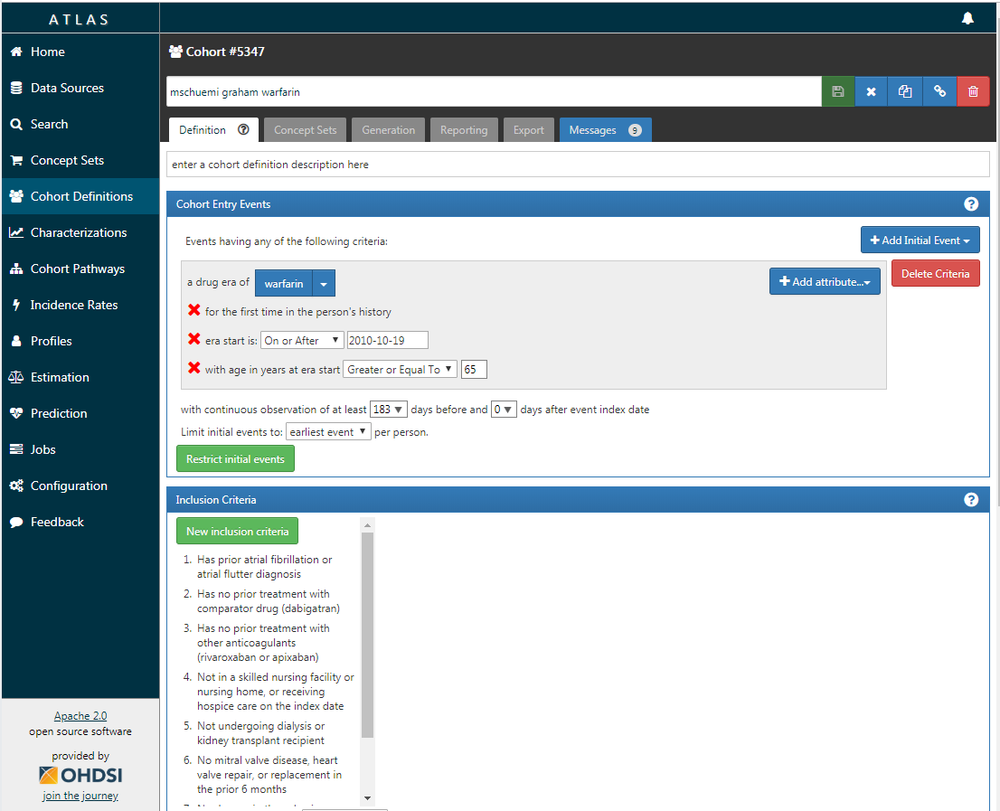 ATLAS
Home
Data Sources
Search
Concept Sets
Cohort Definitions
Characterizations
Cohort Pathways
Incidence Rates
Profiles
Estimation
Prediction
Jobs
Configuration
Feedback
Apache 2.0
open source software
provided by
OHDSI
join the journey
Cohort #5347
mschuemi graham warfarin
Definition ? Concept Sets Generation Reporting Export Messages 9
enter a cohort definition description here
Cohort Entry Events ?
Events having any of the following criteria: + Add Initial Event
a drug era of warfarin + Add attribute... Delete Criteria
for the first time in the person's history
era start is: On or After 2010-10-19
with age in years at era start Greater or Equal To 65
with continuous observation of at least 183 days before and 0 days after event index date
Limit initial events to: earliest event per person.
Restrict initial events
Inclusion Criteria ?
New inclusion criteria
1. Has prior atrial fibrillation or
atrial flutter diagnosis
2. Has no prior treatment with
comparator drug (dabigatran)
3. Has no prior treatment with
other anticoagulants
(rivaroxaban or apixaban)
4. Not in a skilled nursing facility or
nursing home, or receiving
hospice care on the index date
5. Not undergoing dialysis or
kidney transplant recipient
6. No mitral valve disease, heart
valve repair, or replacement in
the prior 6 months